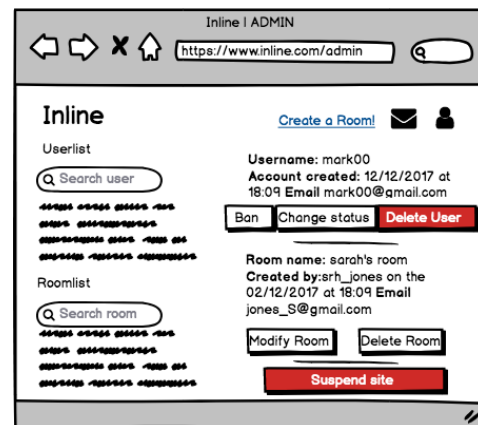 Inline | ADMIN
https://www.inline.com/admin
Inline
Create a Room!
Userlist
Search user
Username: mark00
Account created: 12/12/2017 at
18:09 Email mark00@gmail.com
Ban
Change status
Delete User
Roomlist
Search room
Room name: sarah's room
Created by:srh_jones on the
02/12/2017 at 18:09 Email
jones_S@gmail.com
Modify Room
Delete Room
Suspend site